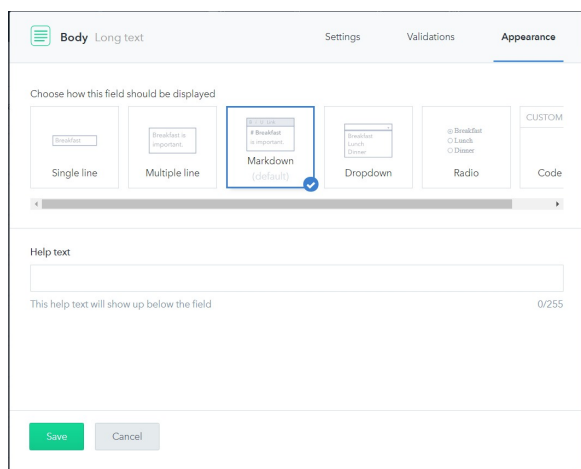 Body Long text
Settings
Validations
Appearance
Choose how this field should be displayed
Breakfast
Single line
Breakfast is
important.
Multiple line
# Breakfast
is important.
Markdown
(default)
Breakfast
Lunch
Dinner
Dropdown
Breakfast
Lunch
Dinner
Radio
CUSTOM
Code
Help text
This help text will show up below the field
0/255
Save
Cancel